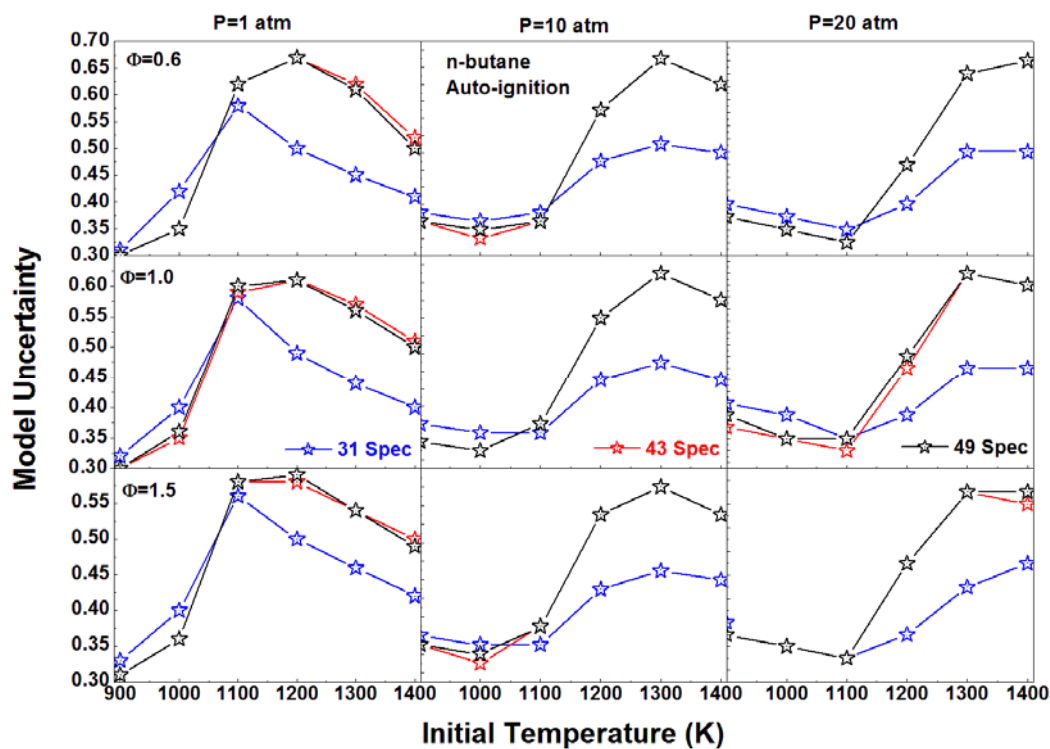 P=1 atm P=10 atm P=20 atm
0.70
Φ=0.6
n-butane
0.65
Auto-ignition
0.60
0.55
0.50
0.45
0.40
0.35
0.30
Φ=1.0
0.60
0.55
0.50
0.45
0.40
0.35
31 Spec 43 Spec 49 Spec
0.30
Φ=1.5
0.55
0.50
0.45
0.40
0.35
0.30
900 1000 1100 1200 1300 1400 1000 1100 1200 1300 1400 1000 1100 1200 1300 1400
Model Uncertainty
Initial Temperature (K)